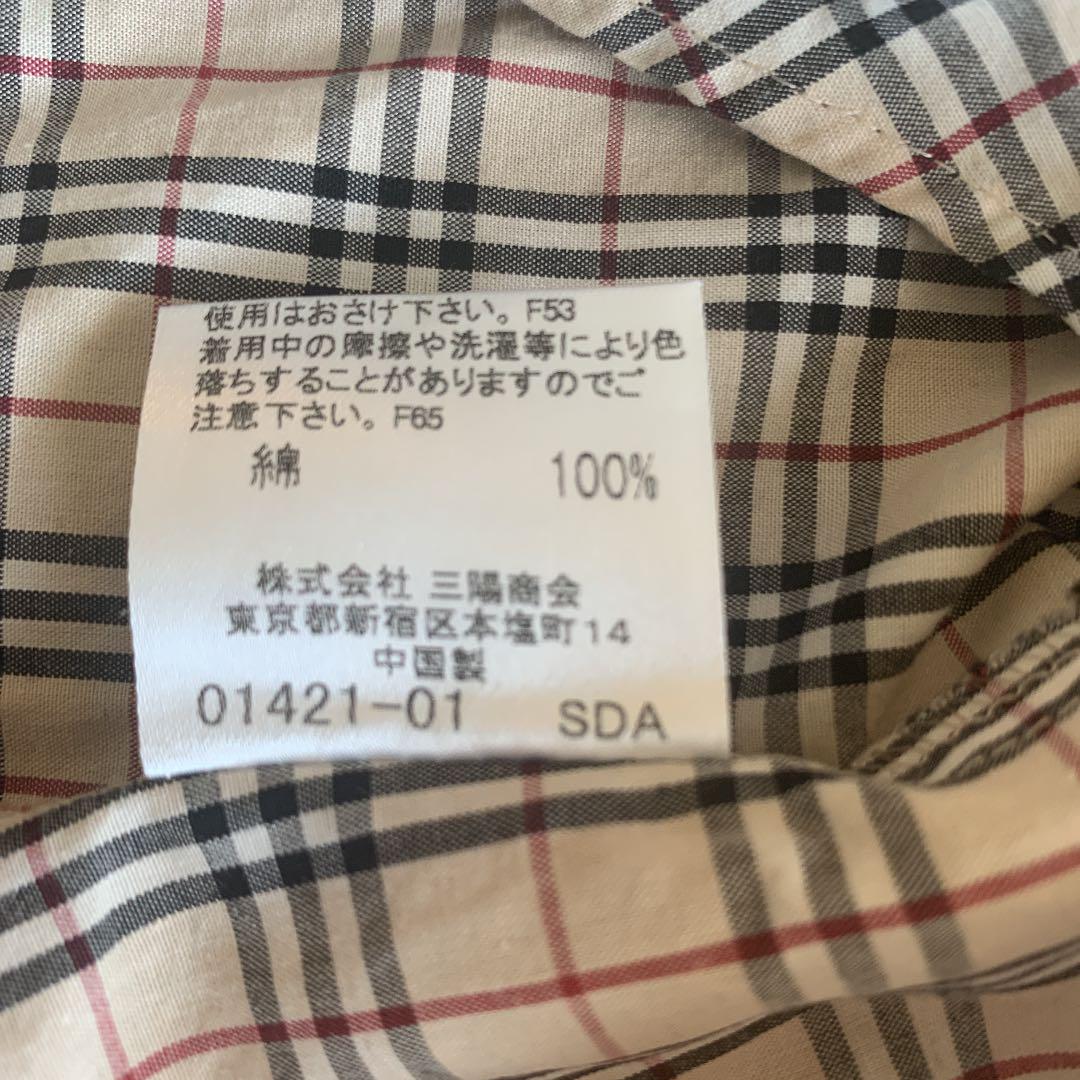 使用はおさけ下さい。F53
着用中の摩擦や洗濯等により色
落ちすることがありますのでご
注意下さい。F65
綿 100%
株式会社 三陽商会
東京都新宿区本塩町14
中国製
01421-01 SDA